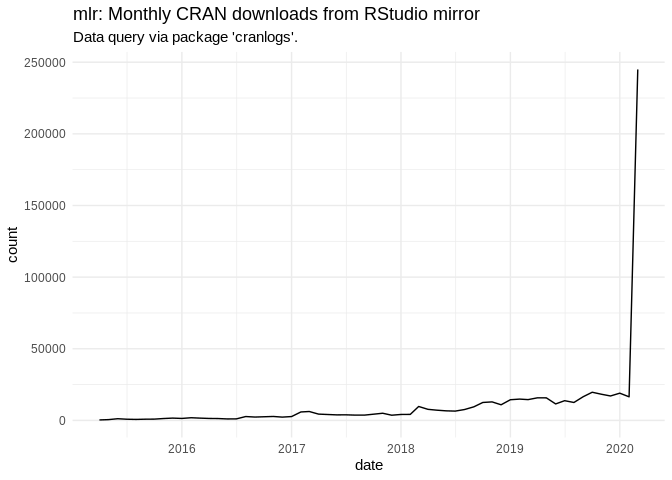 mlr: Monthly CRAN downloads from RStudio mirror
Data query via package 'cranlogs'.
250000
200000
150000
100000
50000
0
count
2016 2017 2018 2019 2020
date